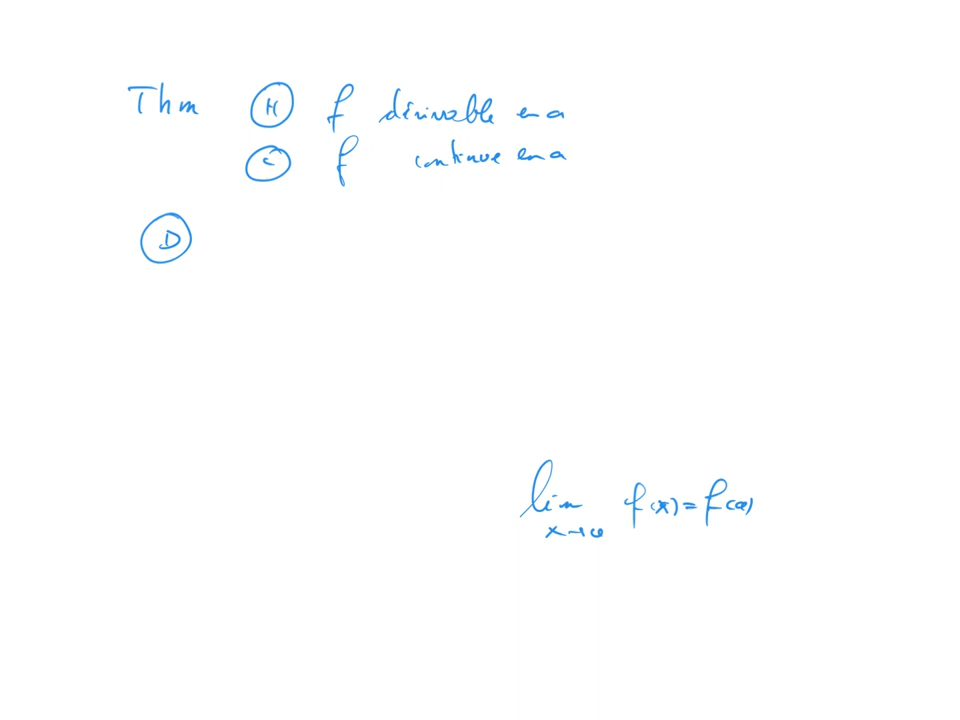 Thm Ⓗ f dérivable en a
Ⓒ f continue en a
Ⓓ
lim f(x) = f(a)
x→a